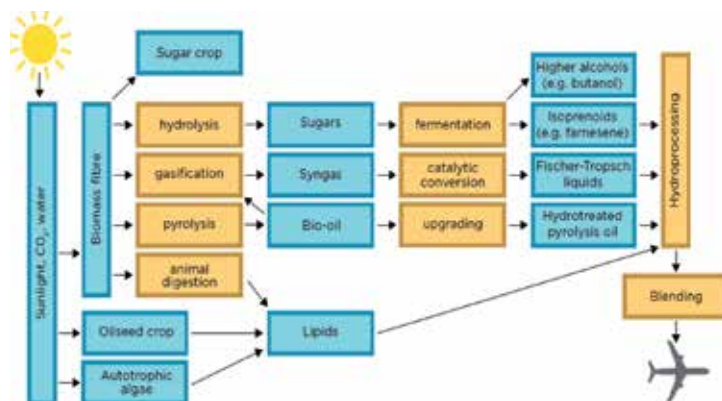 Sunlight, CO₂, water
Biomass fibre
Sugar crop
hydrolysis
gasification
pyrolysis
animal
digestion
Oilseed crop
Autotrophic
algae
Sugars
Syngas
Bio-oil
Lipids
fermentation
catalytic
conversion
upgrading
Higher alcohols
(e.g. butanol)
Isoprenoids
(e.g. farnesene)
Fischer-Tropsch
liquids
Hydrotreated
pyrolysis oil
Hydroprocessing
Blending